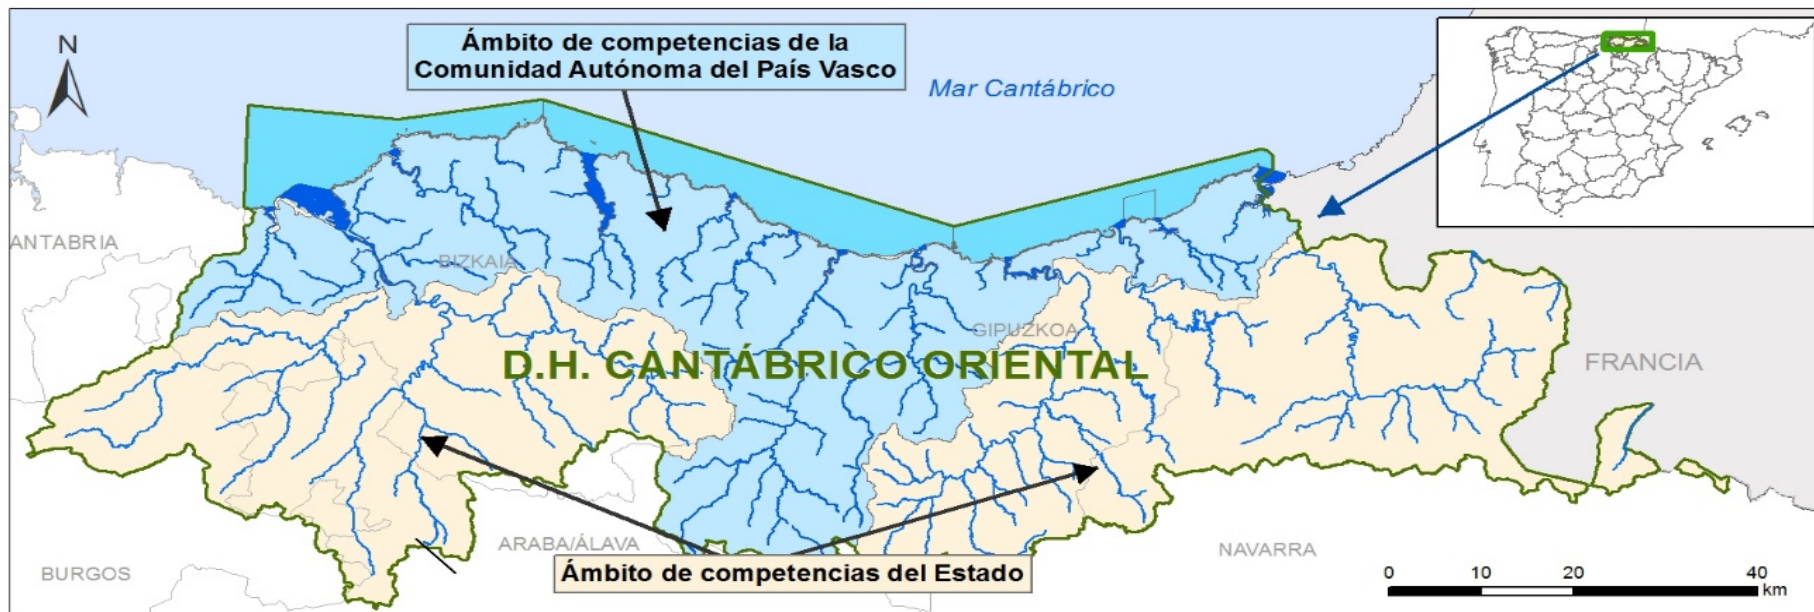 N
Ámbito de competencias de la
Comunidad Autónoma del País Vasco
Mar Cantábrico
ANTABRIA
BIZKAIA
GIPUZKOA
D.H. CANTÁBRICO ORIENTAL
FRANCIA
ARABA/ÁLAVA
NAVARRA
BURGOS
Ámbito de competencias del Estado
0 10 20 40
km